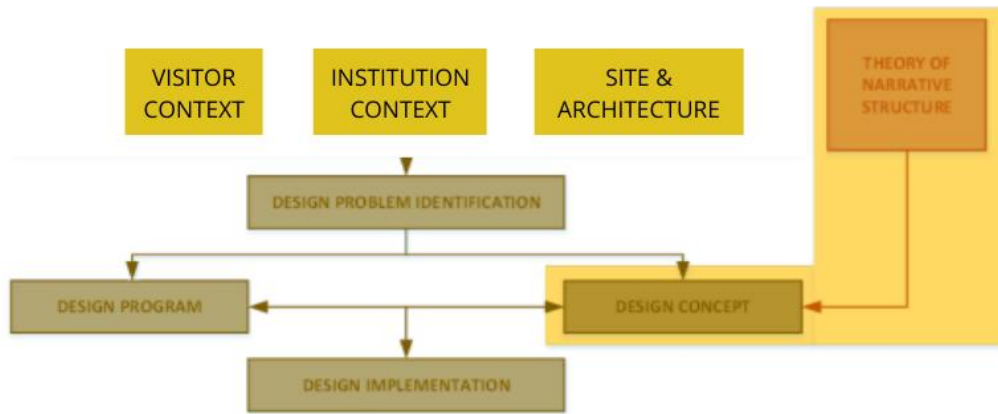 VISITOR
CONTEXT
INSTITUTION
CONTEXT
SITE &
ARCHITECTURE
THEORY OF
NARRATIVE
STRUCTURE
DESIGN PROBLEM IDENTIFICATION
DESIGN PROGRAM
DESIGN CONCEPT
DESIGN IMPLEMENTATION